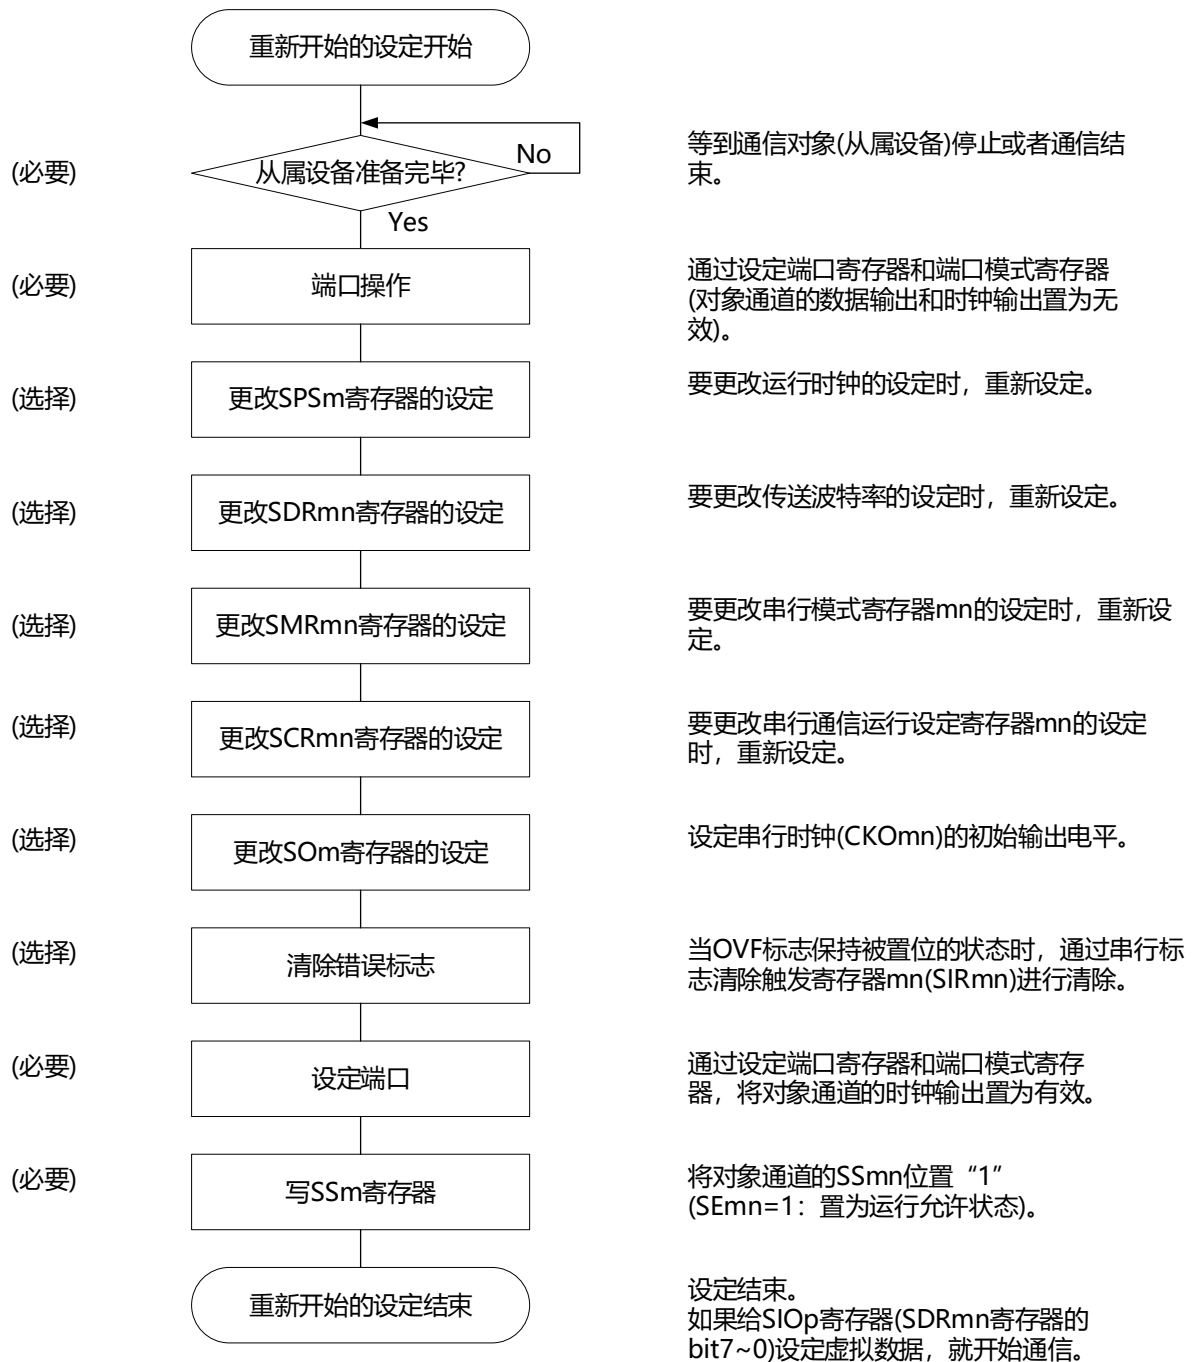 重新开始的设定开始
(必要)
从属设备准备完毕?
No
Yes
等到通信对象(从属设备)停止或者通信结
束。
(必要)
端口操作
通过设定端口寄存器和端口模式寄存器
(对象通道的数据输出和时钟输出置为无
效)。
(选择)
更改SPSm寄存器的设定
要更改运行时钟的设定时，重新设定。
(选择)
更改SDRmn寄存器的设定
要更改传送波特率的设定时，重新设定。
(选择)
更改SMRmn寄存器的设定
要更改串行模式寄存器mn的设定时，重新设
定。
(选择)
更改SCRmn寄存器的设定
要更改串行通信运行设定寄存器mn的设定
时，重新设定。
(选择)
更改SOm寄存器的设定
设定串行时钟(CKOmn)的初始输出电平。
(选择)
清除错误标志
当OVF标志保持被置位的状态时，通过串行标
志清除触发寄存器mn(SIRmn)进行清除。
(必要)
设定端口
通过设定端口寄存器和端口模式寄存
器，将对象通道的时钟输出置为有效。
(必要)
写SSm寄存器
将对象通道的SSmn位置“1”
(SEmn=1：置为运行允许状态)。
重新开始的设定结束
设定结束。
如果给SIOp寄存器(SDRmn寄存器的
bit7~0)设定虚拟数据，就开始通信。